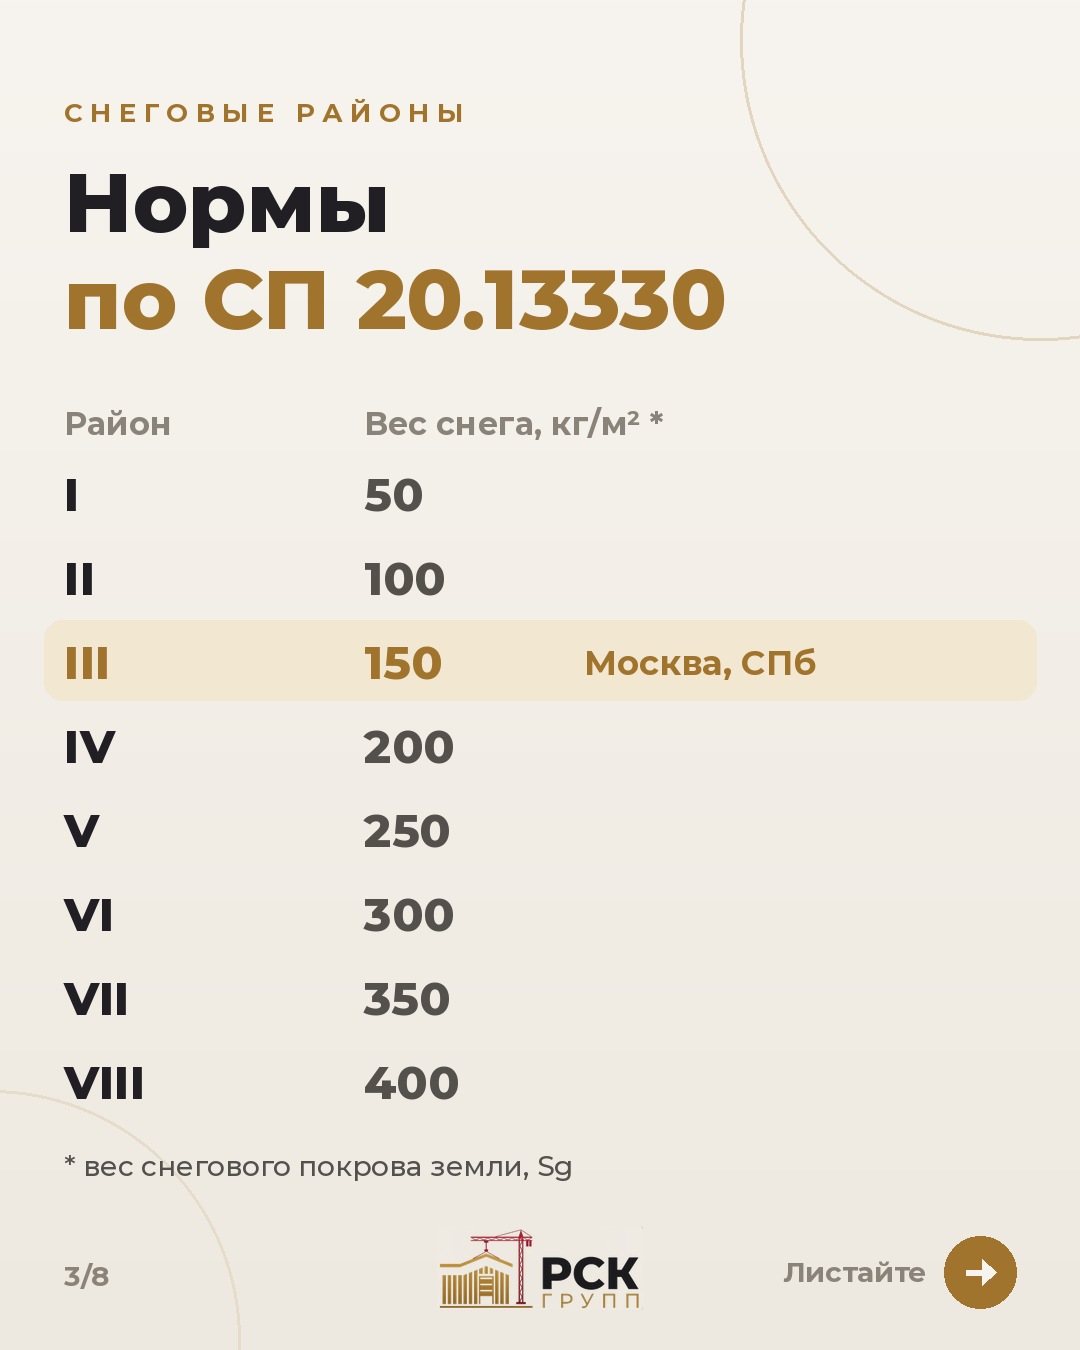 СНЕГОВЫЕ РАЙОНЫ
Нормы
по СП 20.13330
Район Вес снега, кг/м² *
I 50
II 100
III 150 Москва, СПб
IV 200
V 250
VI 300
VII 350
VIII 400
* вес снегового покрова земли, Sg
3/8
РСК
ГРУПП
Листайте